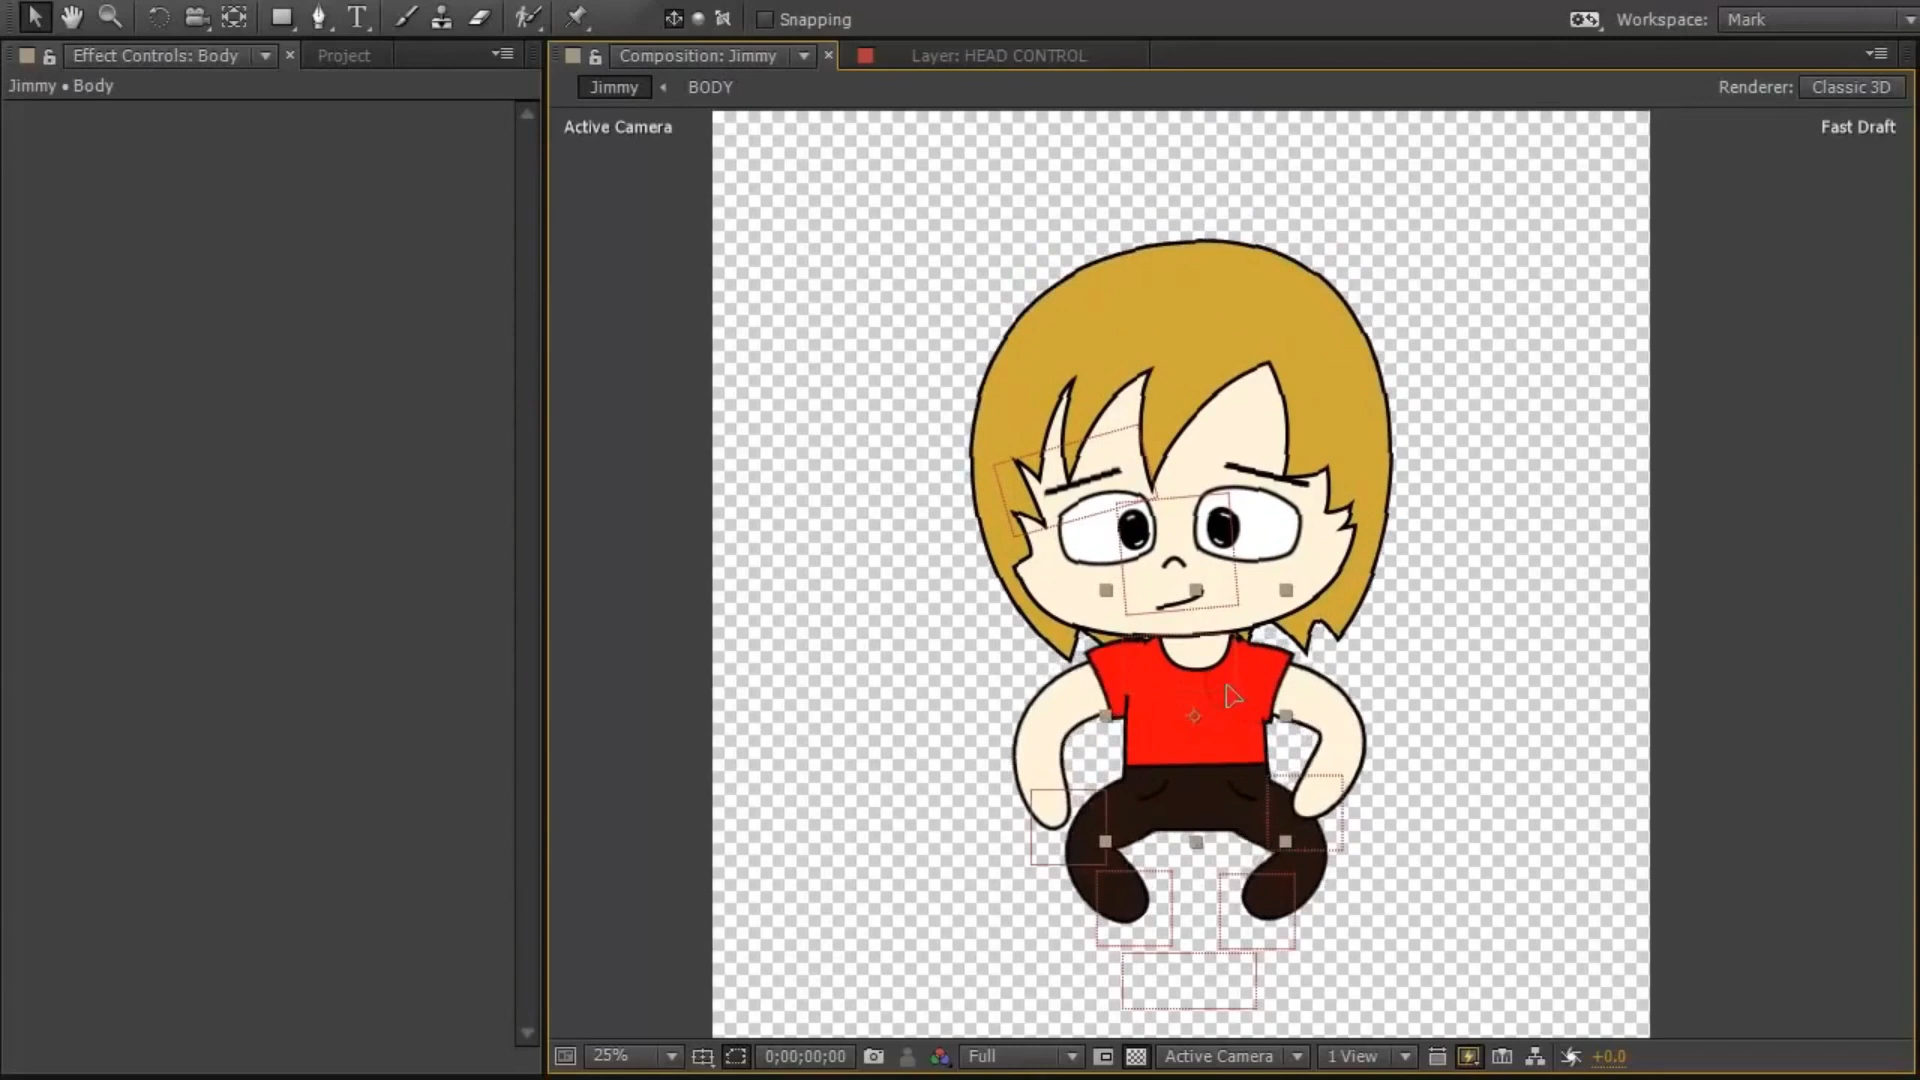 Snapping
Workspace: Mark
Effect Controls: Body
Project
Composition: Jimmy
Layer: HEAD CONTROL
Jimmy • Body
Jimmy
BODY
Renderer: Classic 3D
Active Camera
Fast Draft
25%
0;00;00;00
Full
Active Camera
1 View
+0.0